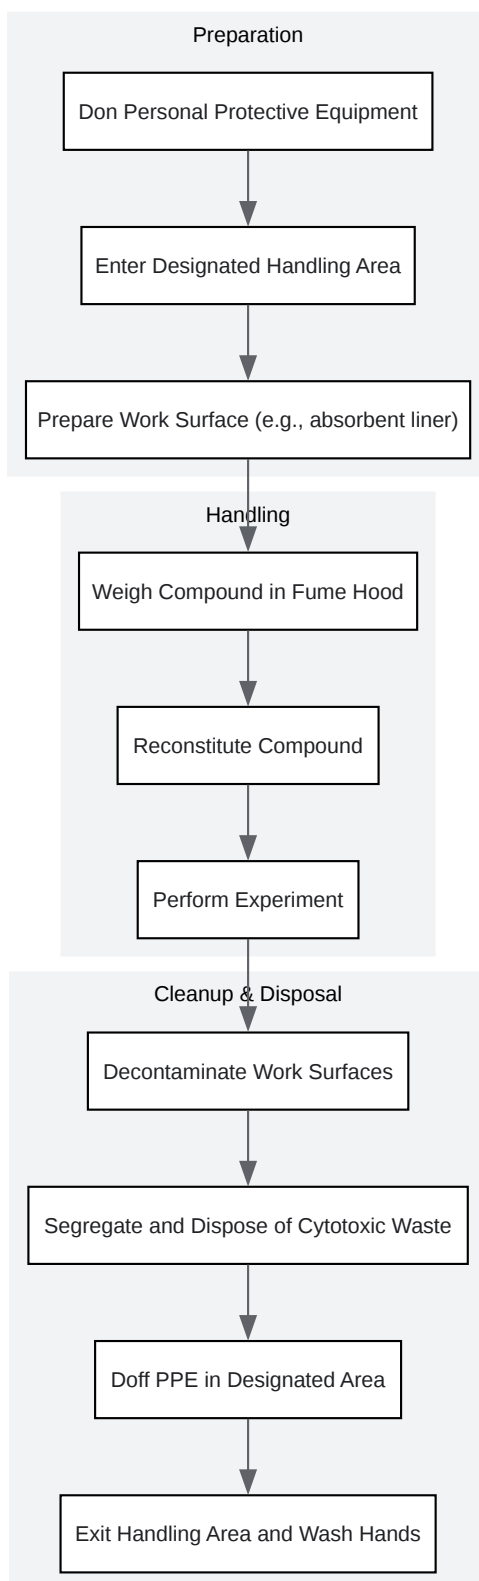 Preparation
Don Personal Protective Equipment
Enter Designated Handling Area
Prepare Work Surface (e.g., absorbent liner)
Handling
Weigh Compound in Fume Hood
Reconstitute Compound
Perform Experiment
Cleanup & Disposal
Decontaminate Work Surfaces
Segregate and Dispose of Cytotoxic Waste
Doff PPE in Designated Area
Exit Handling Area and Wash Hands